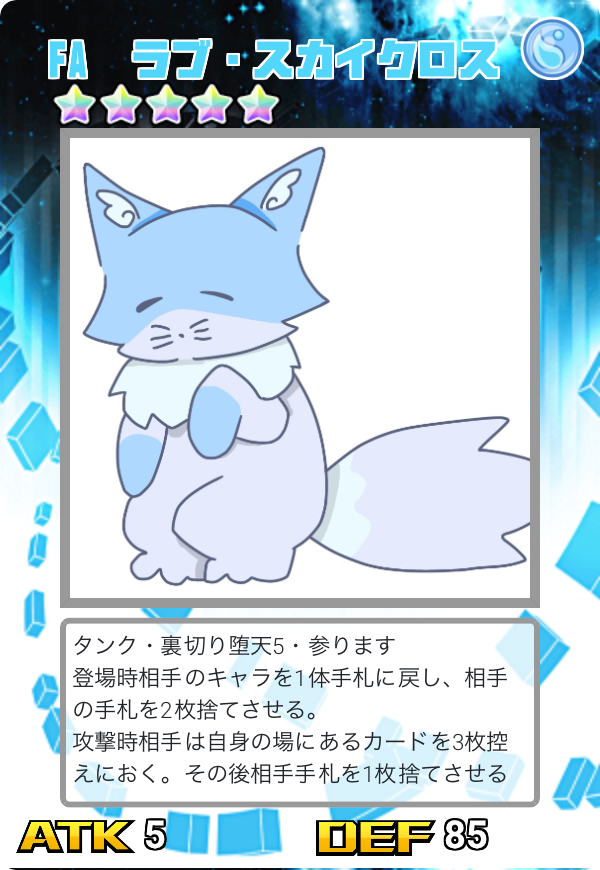 FA ラブ・スカイクロス
タンク・裏切り堕天5・参ります
登場時相手のキャラを1体手札に戻し、相手
の手札を2枚捨てさせる。
攻撃時相手は自身の場にあるカードを3枚控
えにおく。その後相手手札を1枚捨てさせる
ATK 5 DEF 85